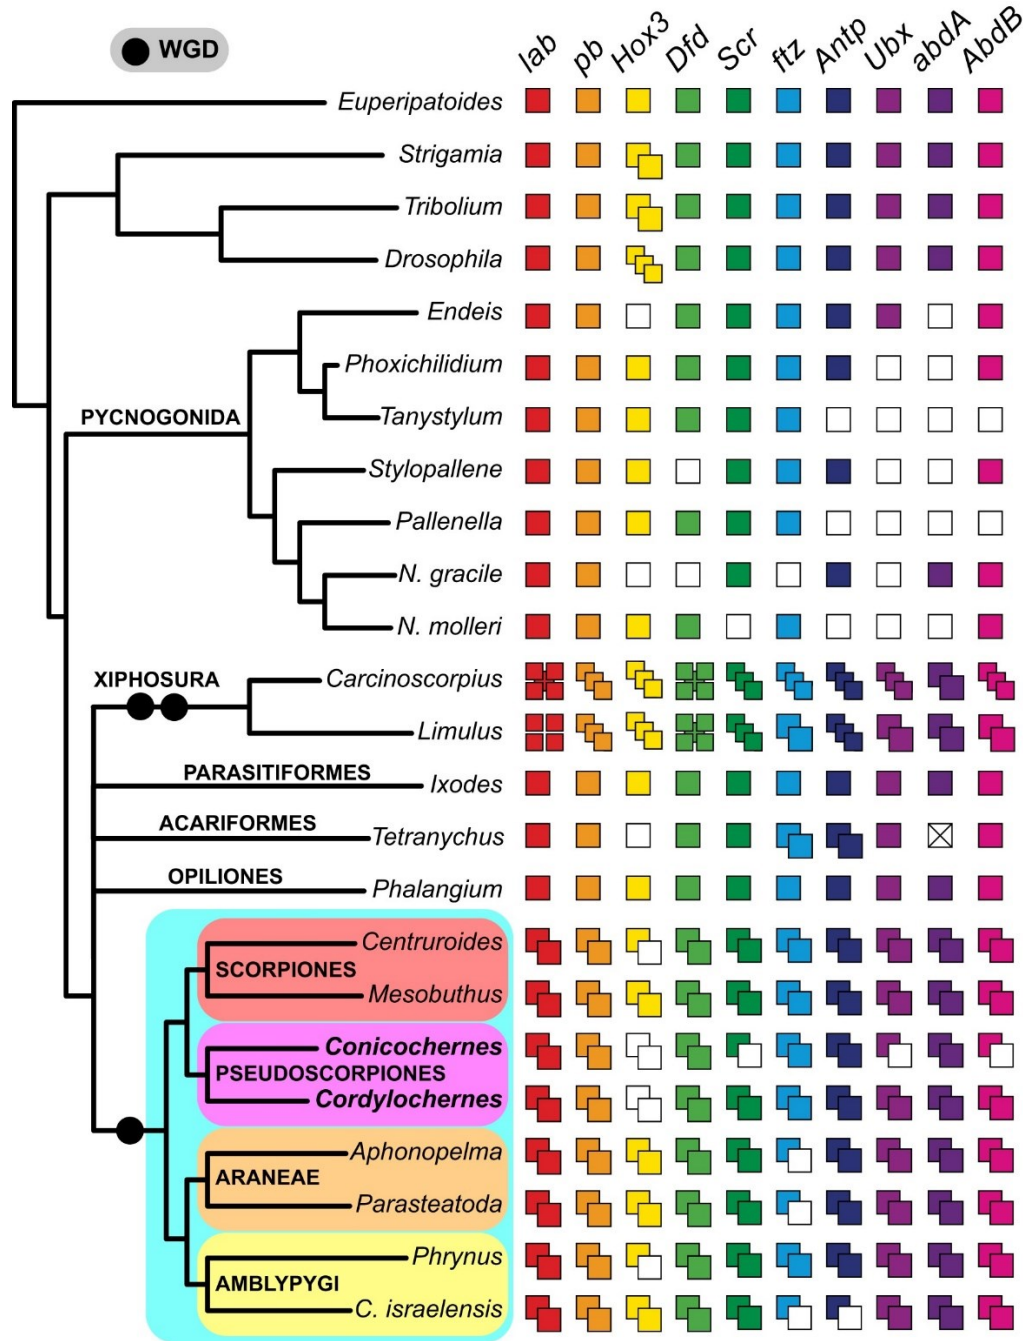 WGD
lab pb Hox3 Dfd Scr ftz Antp Ubx abdA AbdB
Euperipatoides
Strigamia
Tribolium
Drosophila
Endeis
Phoxichilidium
PYCNOGONIDA
Tanystylum
Stylopallene
Pallenella
N. gracile
N. molleri
XIPHOSURA
Carcinoscorpius
Limulus
PARASITIFORMES
Ixodes
ACARIFORMES
Tetranychus
OPILIONES
Phalangium
Centruroides
SCORPIONES
Mesobuthus
Conicochernes
PSEUDOSCORPIONES
Cordylochernes
Aphonopelma
ARANEAE
Parasteatoda
Phrynus
AMBLYPYGI
C. israelensis